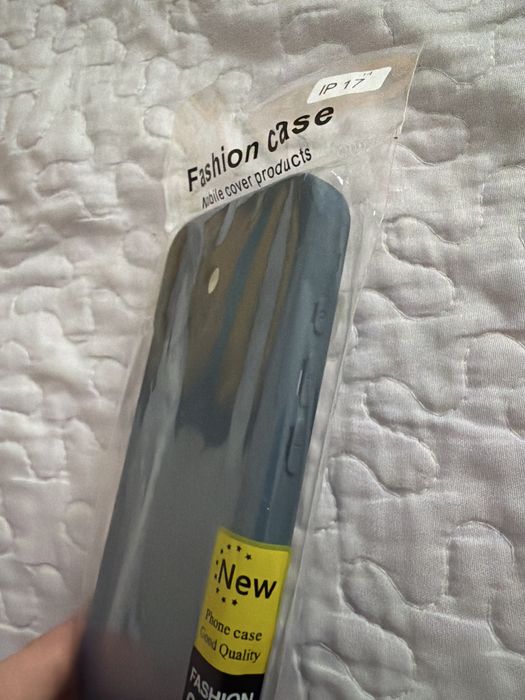 IP 17"
Fashion case
Mobile cover products
New
Phone case
Good Quality
FASHION